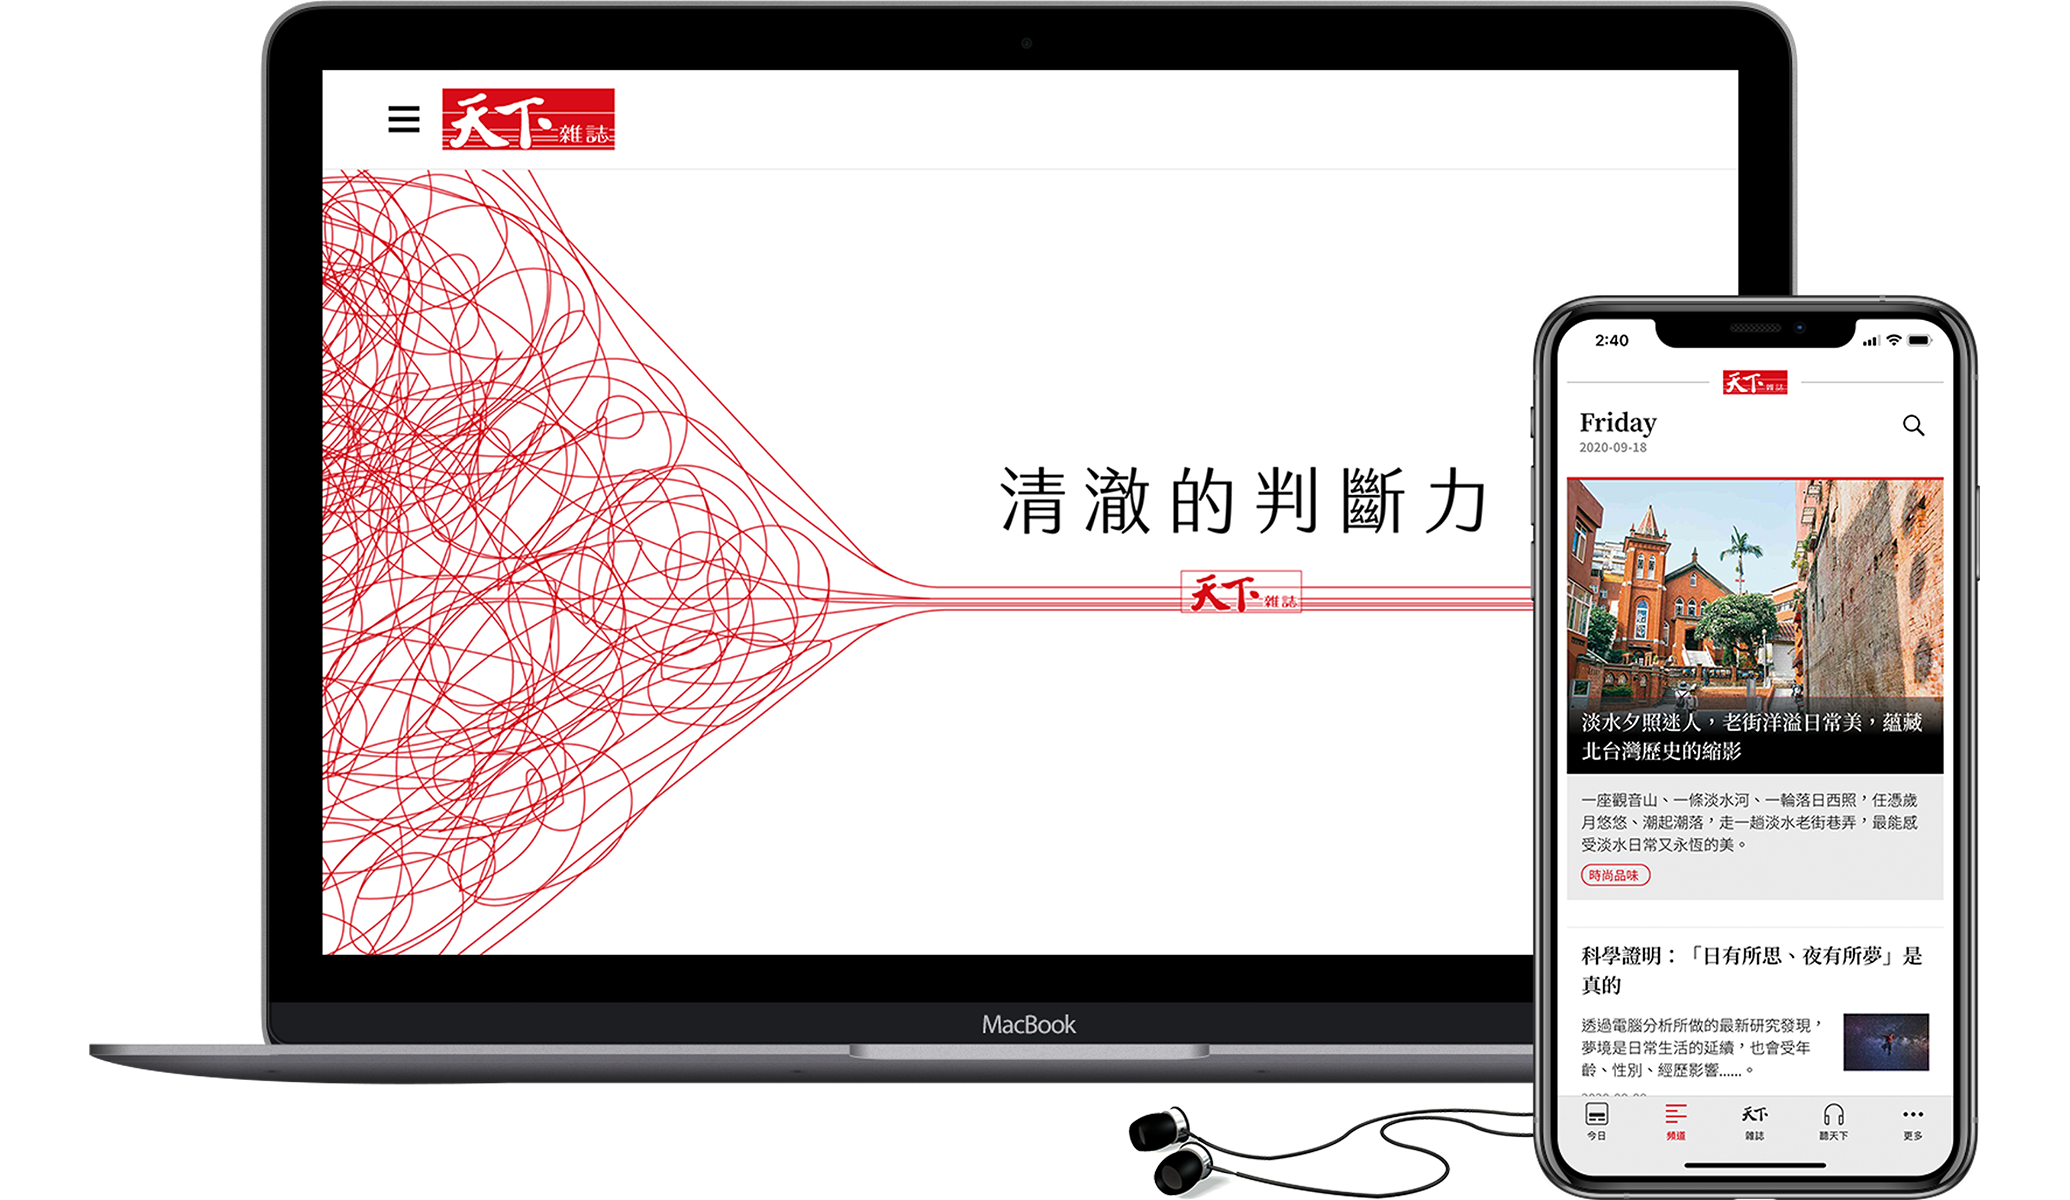 天下雜誌
清澈的判斷力
天下雜誌
MacBook
2:40
天下雜誌
Friday
2020-09-18
淡水夕照迷人，老街洋溢日常美，蘊藏
北台灣歷史的縮影
一座觀音山、一條淡水河、一輪落日西照，任憑歲
月悠悠、潮起潮落，走一趟淡水老街巷弄，最能感
受淡水日常又永恆的美。
時尚品味
科學證明：「日有所思、夜有所夢」是
真的
透過電腦分析所做的最新研究發現，
夢境是日常生活的延續，也會受年
齡、性別、經歷影響......。
今日
頻道
天下
雜誌
聽天下
更多